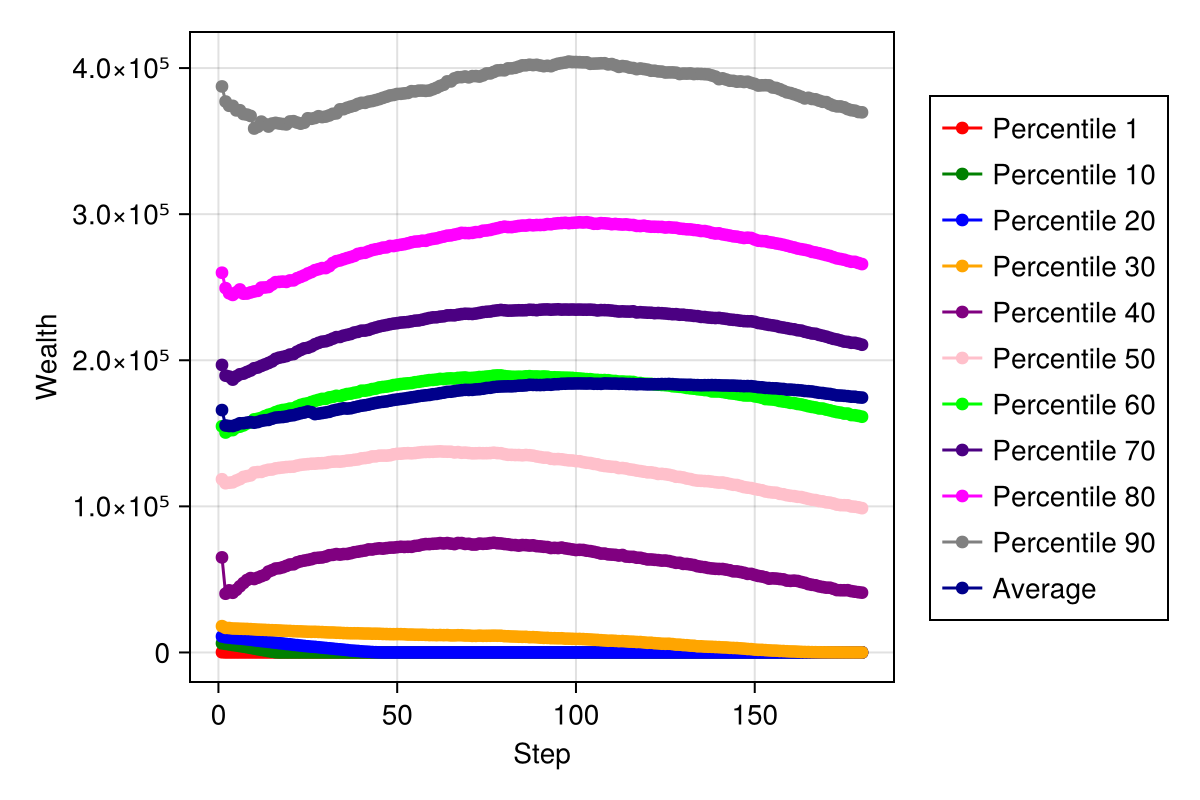 4.0×10⁵
3.0×10⁵
2.0×10⁵
1.0×10⁵
0
Wealth
0 50 100 150
Step
Percentile 1
Percentile 10
Percentile 20
Percentile 30
Percentile 40
Percentile 50
Percentile 60
Percentile 70
Percentile 80
Percentile 90
Average